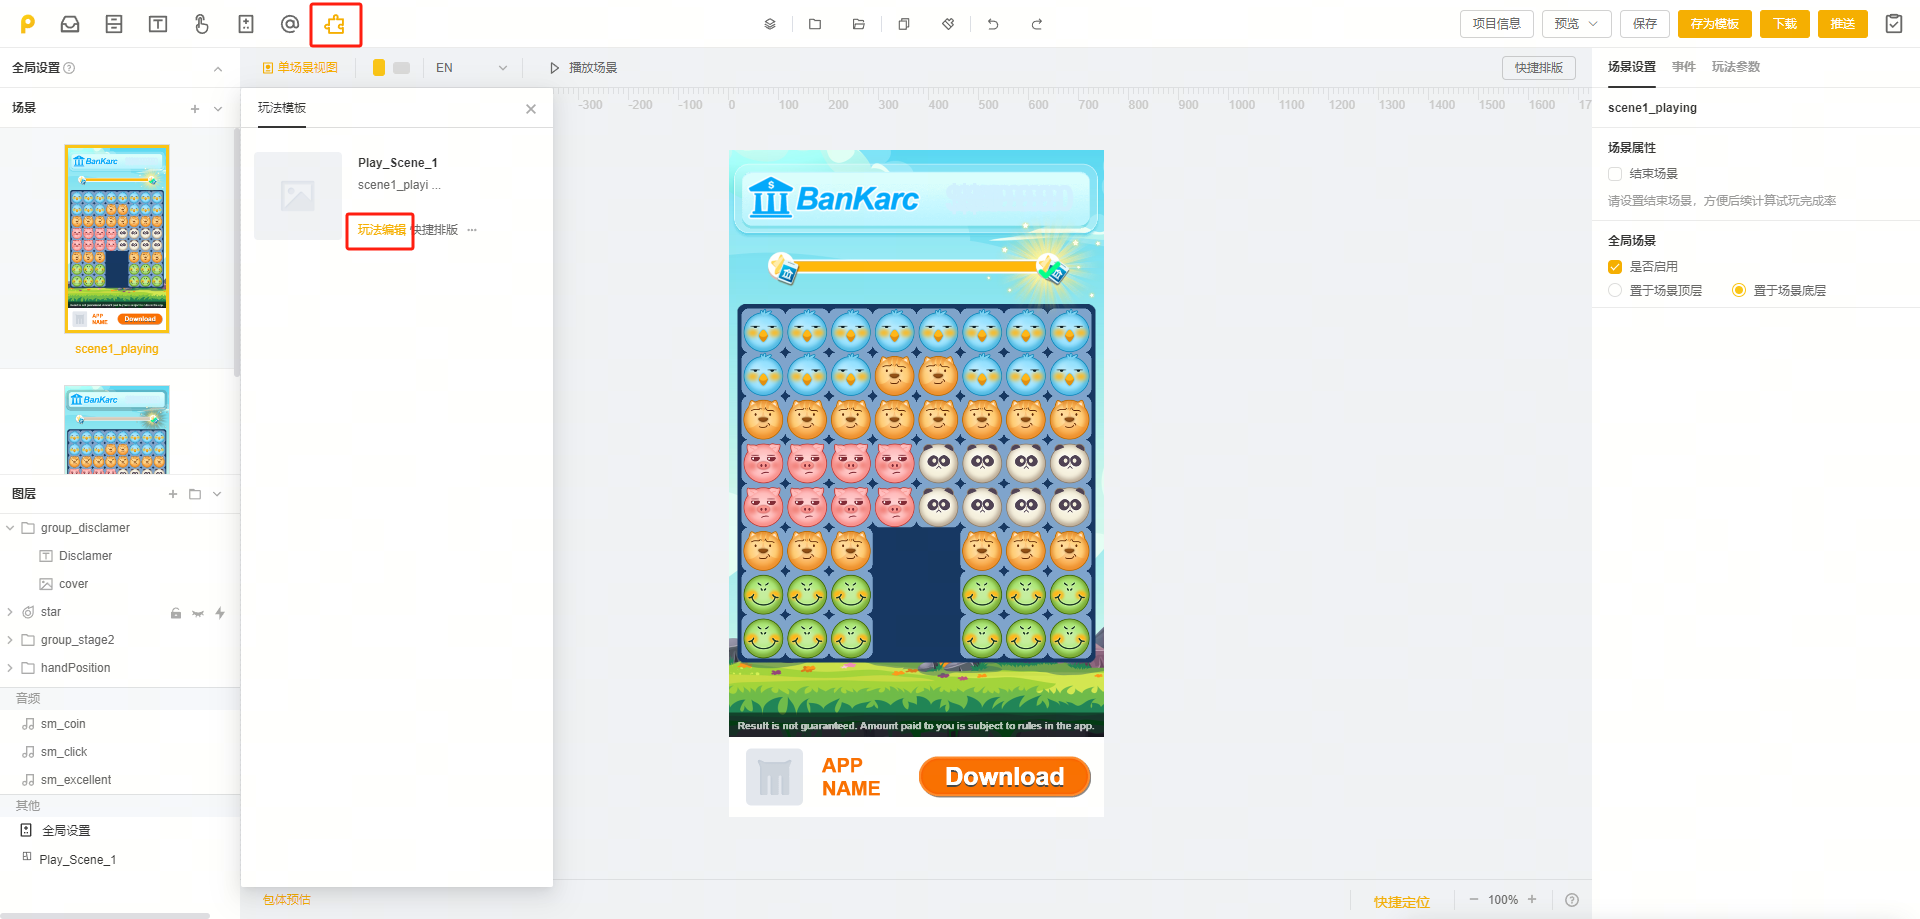 项目信息
预览
保存
存为模板
下载
推送
全局设置
单场景视图
EN
播放场景
快捷排版
场景设置
事件
玩法参数
场景
玩法模板
-300 -200 -100 0 100 200 300 400 500 600 700 800 900 1000 1100 1200 1300 1400 1500 1600 17
scene1_playing
BanKarc
Play_Scene_1
scene1_playi ...
玩法编辑
快捷排版
...
场景属性
结束场景
请设置结束场景，方便后续计算试玩完成率
全局场景
是否启用
置于场景顶层
置于场景底层
BanKarc
Result is not guaranteed. Amount paid to you is subject to rules in the app.
APP
NAME
Download
APP
NAME
Download
scene1_playing
BanKarc
图层
group_disclamer
Disclamer
cover
star
group_stage2
handPosition
音频
sm_coin
sm_click
sm_excellent
其他
全局设置
Play_Scene_1
包体预估
快捷定位
100%